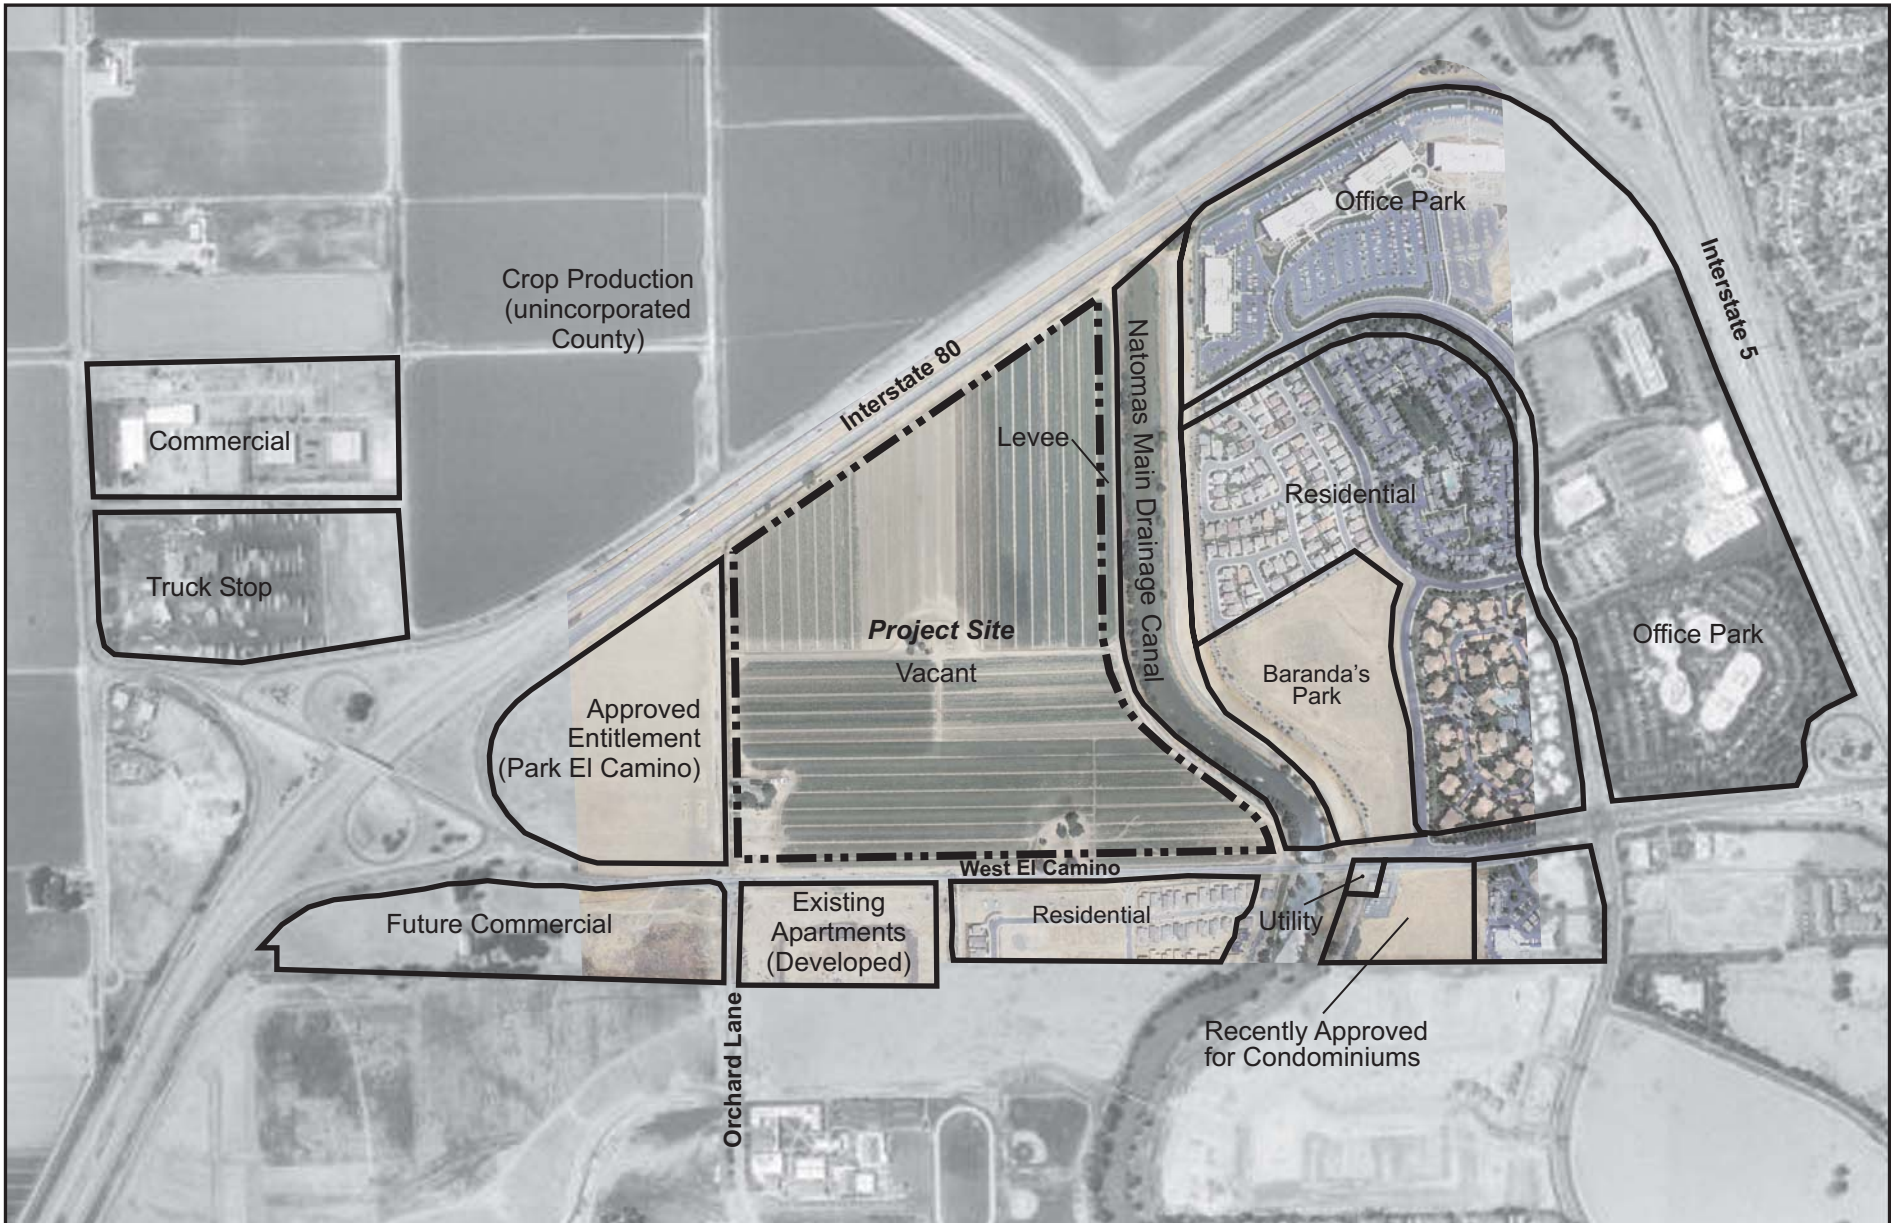 Office Park
Interstate 5
Crop Production
(unincorporated
County)
Interstate 80
Natomas Main Drainage Canal
Levee
Commercial
Residential
Truck Stop
Project Site
Vacant
Office Park
Baranda's
Park
Approved
Entitlement
(Park El Camino)
West El Camino
Future Commercial
Existing
Apartments
(Developed)
Residential
Utility
Orchard Lane
Recently Approved
for Condominiums